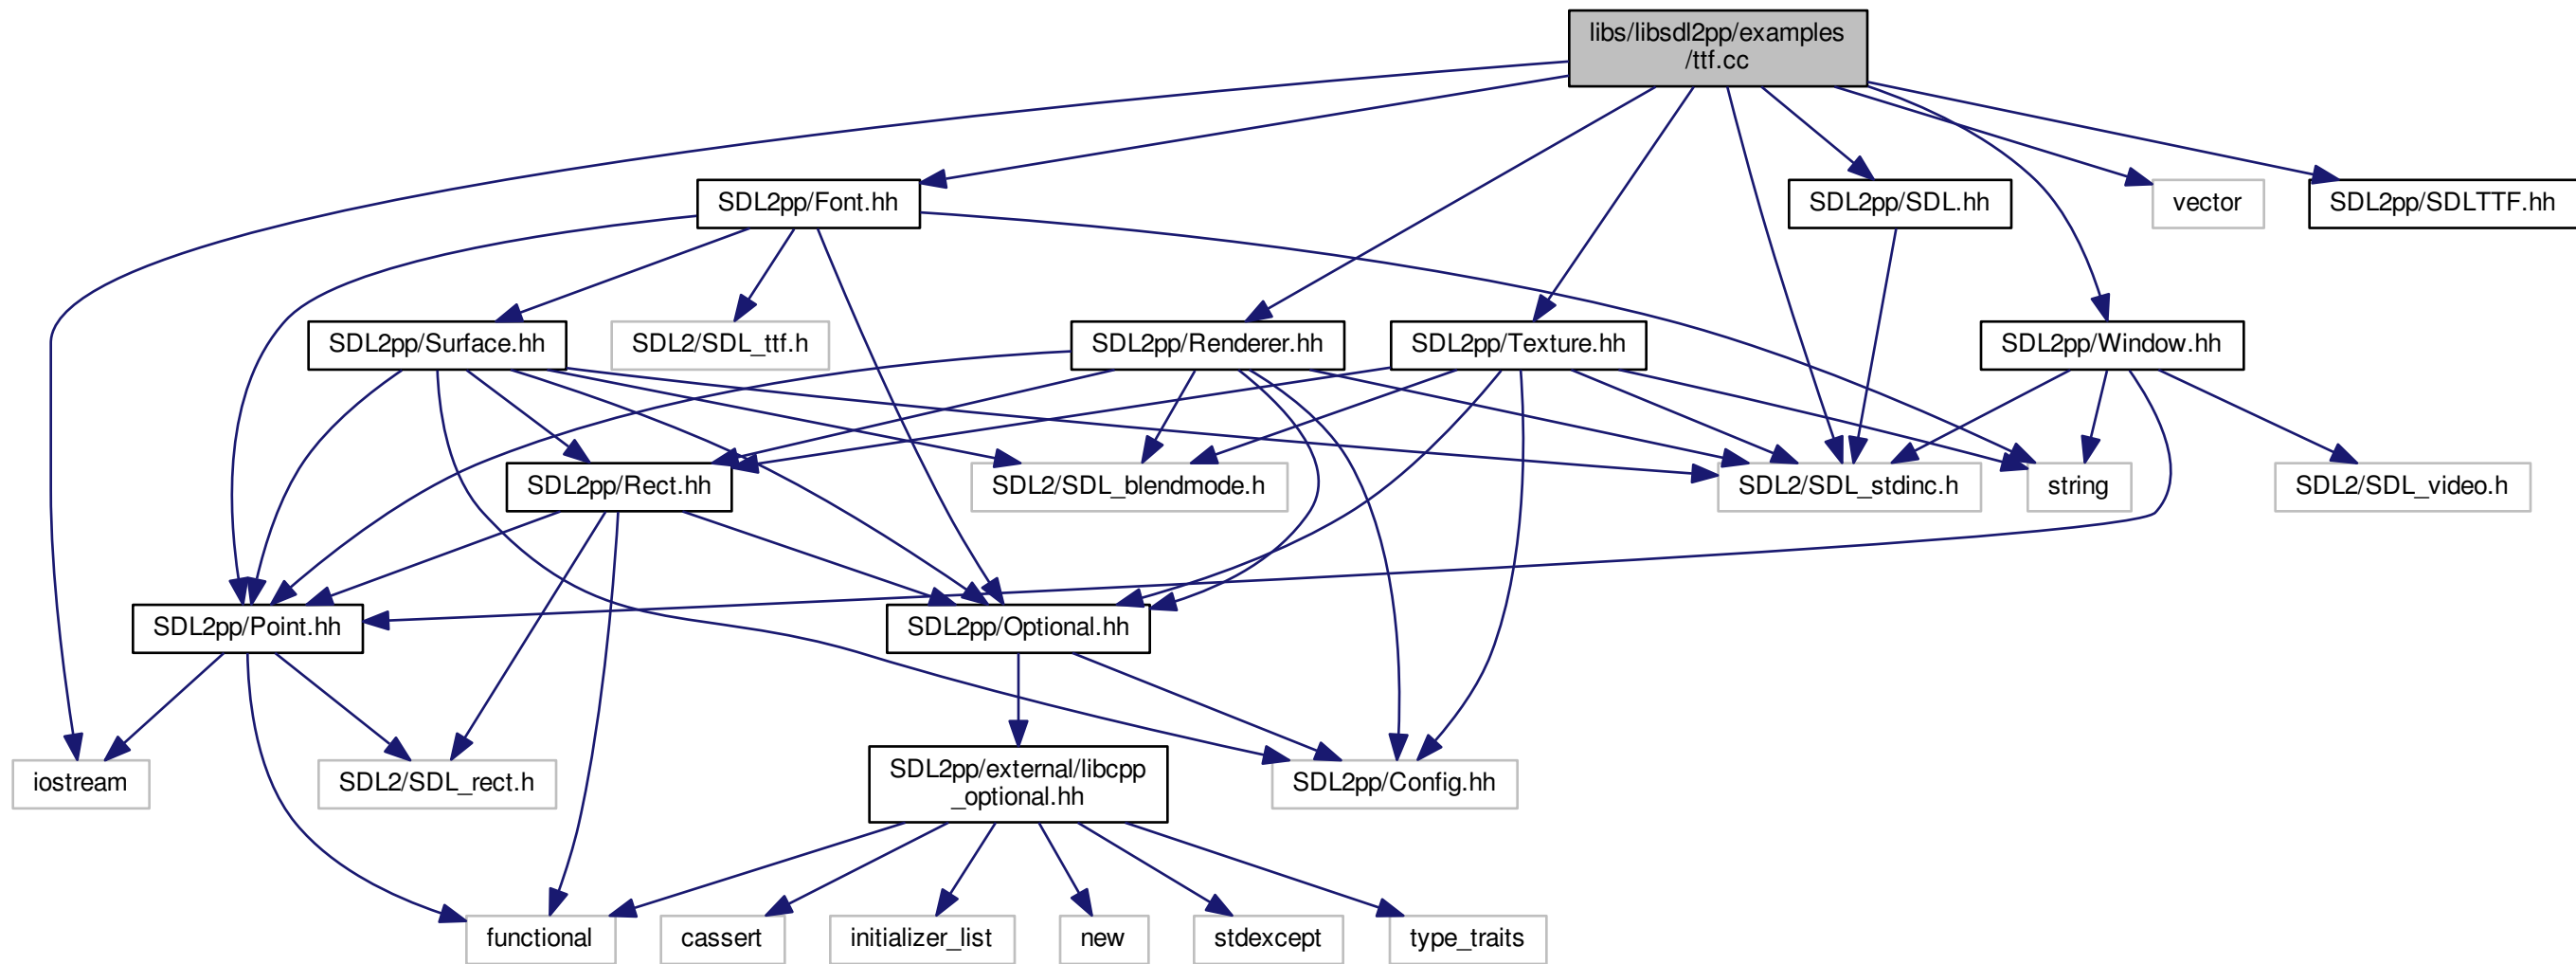 libs/libsdl2pp/examples
/ttf.cc
SDL2pp/Font.hh
SDL2pp/SDL.hh
vector
SDL2pp/SDLTTF.hh
SDL2pp/Surface.hh
SDL2/SDL_ttf.h
SDL2pp/Renderer.hh
SDL2pp/Texture.hh
SDL2pp/Window.hh
SDL2pp/Rect.hh
SDL2/SDL_blendmode.h
SDL2/SDL_stdinc.h
string
SDL2/SDL_video.h
SDL2pp/Point.hh
SDL2pp/Optional.hh
iostream
SDL2/SDL_rect.h
SDL2pp/external/libcpp
_optional.hh
SDL2pp/Config.hh
functional
cassert
initializer_list
new
stdexcept
type_traits